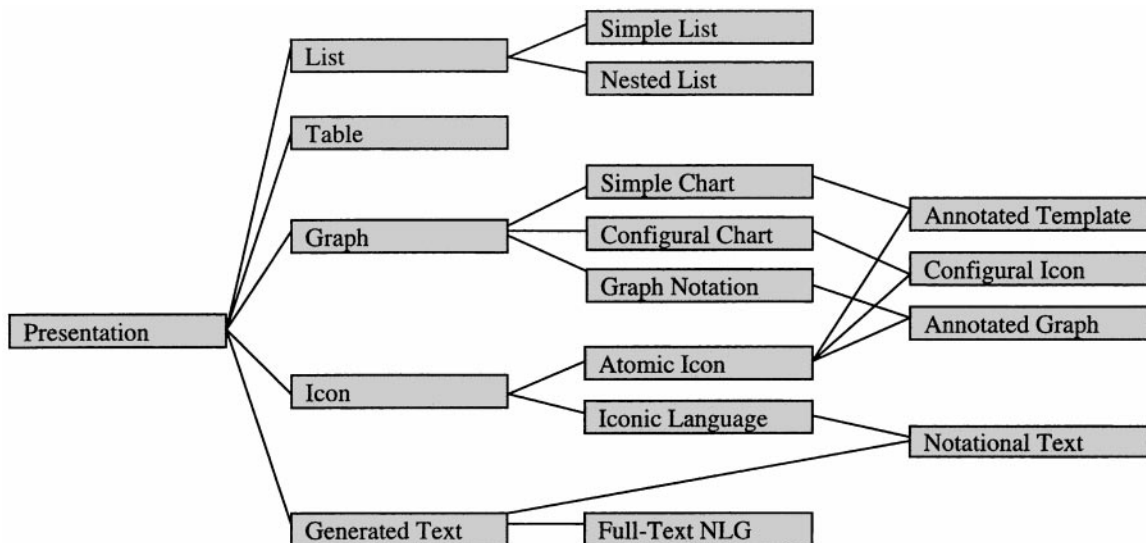 Simple List
List
Nested List
Table
Simple Chart
Annotated Template
Graph
Configural Chart
Configural Icon
Graph Notation
Presentation
Annotated Graph
Atomic Icon
Icon
Iconic Language
Notational Text
Generated Text
Full-Text NLG